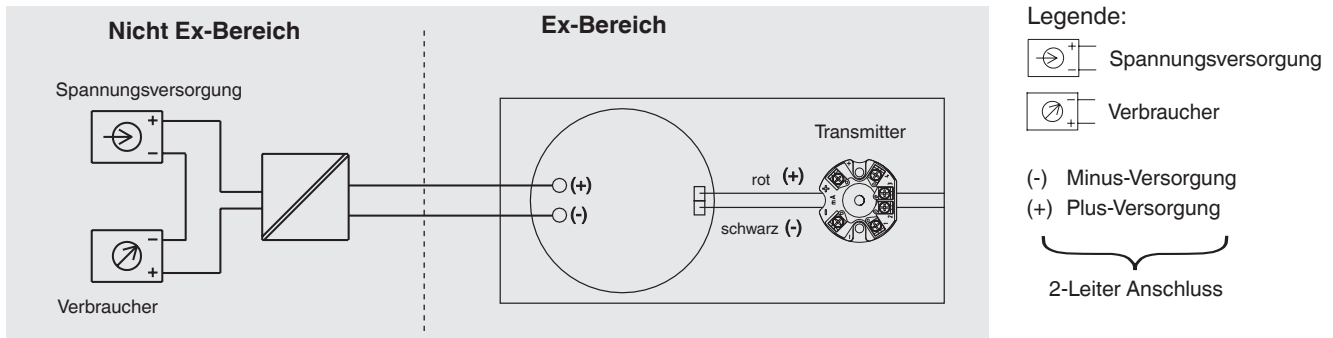 Nicht Ex-Bereich
Ex-Bereich
Spannungsversorgung
+
−
−
+
Verbraucher
(+)
(-)
rot (+)
schwarz (-)
Transmitter
mA
Legende:
+
−
Spannungsversorgung
−
+
Verbraucher
(-) Minus-Versorgung
(+) Plus-Versorgung
2-Leiter Anschluss